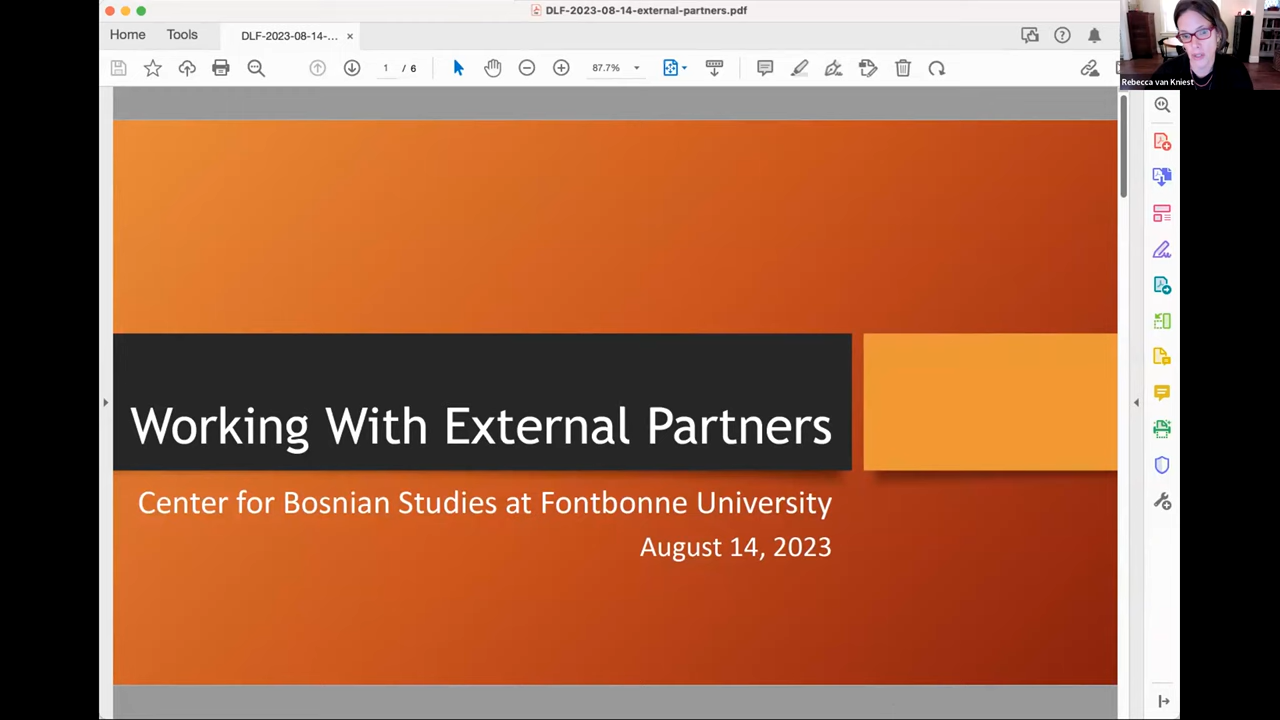 DLF-2023-08-14-external-partners.pdf
Home
Tools
DLF-2023-08-14-...
×
1 / 6
87.7%
Rebecca van Kniest
Working With External Partners
Center for Bosnian Studies at Fontbonne University
August 14, 2023